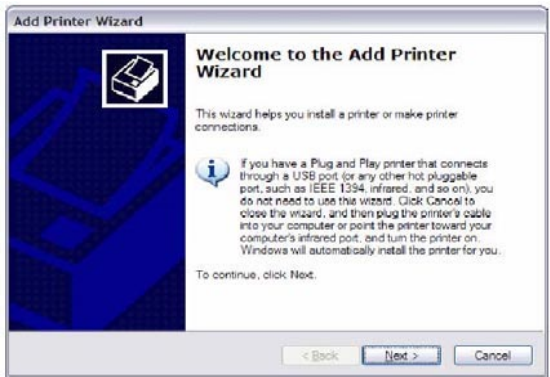 Add Printer Wizard
Welcome to the Add Printer
Wizard
This wizard helps you install a printer or make printer
connections.
If you have a Plug and Play printer that connects
through a USB port (or any other hot pluggable
port, such as IEEE 1394, infrared, and so on), you
do not need to use this wizard. Click Cancel to
close the wizard, and then plug the printer's cable
into your computer or point the printer toward your
computer's infrared port, and turn the printer on.
Windows will automatically install the printer for you.
To continue, click Next.
< Back Next > Cancel